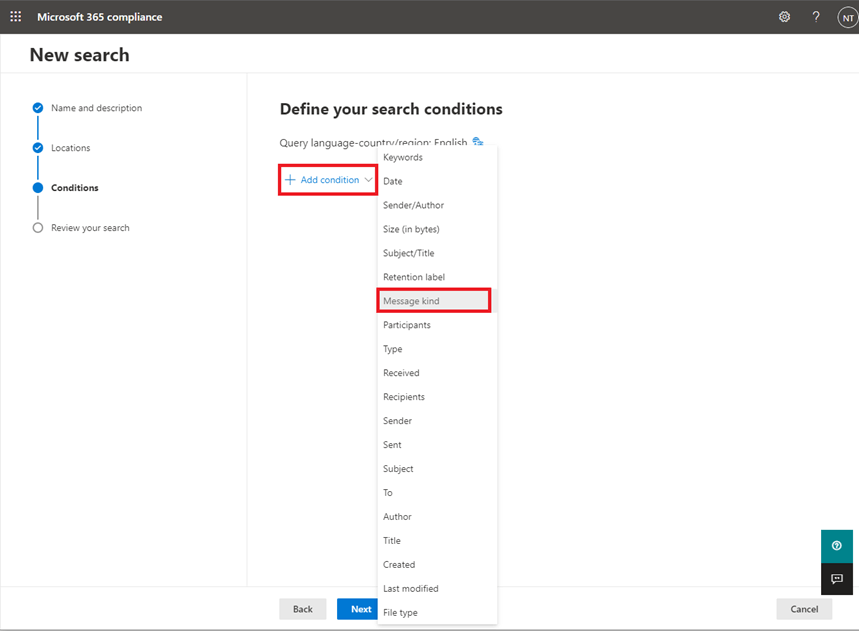 Microsoft 365 compliance
?
NT
New search
Name and description
Locations
Conditions
Review your search
Define your search conditions
Query language-country/region: English
+ Add condition
Keywords
Date
Sender/Author
Size (in bytes)
Subject/Title
Retention label
Message kind
Participants
Type
Received
Recipients
Sender
Sent
Subject
To
Author
Title
Created
Last modified
File type
Back
Next
Cancel